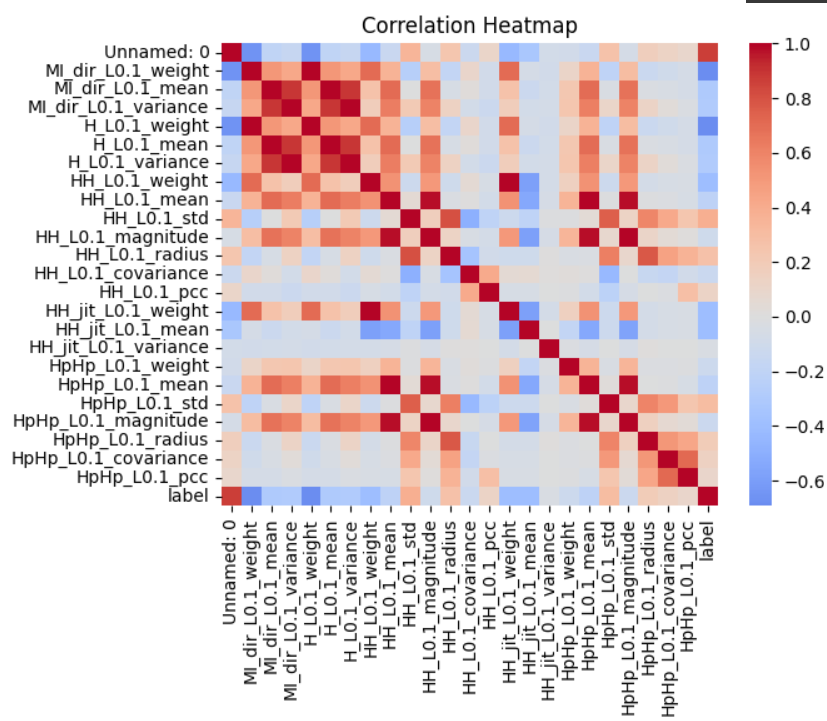 Correlation Heatmap
Unnamed: 0
MI_dir_L0.1_weight
MI_dir_L0.1_mean
MI_dir_L0.1_variance
H_L0.1_weight
H_L0.1_mean
H_L0.1_variance
HH_L0.1_weight
HH_L0.1_mean
HH_L0.1_std
HH_L0.1_magnitude
HH_L0.1_radius
HH_L0.1_covariance
HH_L0.1_pcc
HH_jit_L0.1_weight
HH_jit_L0.1_mean
HH_jit_L0.1_variance
HpHp_L0.1_weight
HpHp_L0.1_mean
HpHp_L0.1_std
HpHp_L0.1_magnitude
HpHp_L0.1_radius
HpHp_L0.1_covariance
HpHp_L0.1_pcc
label
Unnamed: 0
MI_dir_L0.1_weight
MI_dir_L0.1_mean
MI_dir_L0.1_variance
H_L0.1_weight
H_L0.1_mean
H_L0.1_variance
HH_L0.1_weight
HH_L0.1_mean
HH_L0.1_std
HH_L0.1_magnitude
HH_L0.1_radius
HH_L0.1_covariance
HH_L0.1_pcc
HH_jit_L0.1_weight
HH_jit_L0.1_mean
HH_jit_L0.1_variance
HpHp_L0.1_weight
HpHp_L0.1_mean
HpHp_L0.1_std
HpHp_L0.1_magnitude
HpHp_L0.1_radius
HpHp_L0.1_covariance
HpHp_L0.1_pcc
label
1.0
0.8
0.6
0.4
0.2
0.0
−0.2
−0.4
−0.6